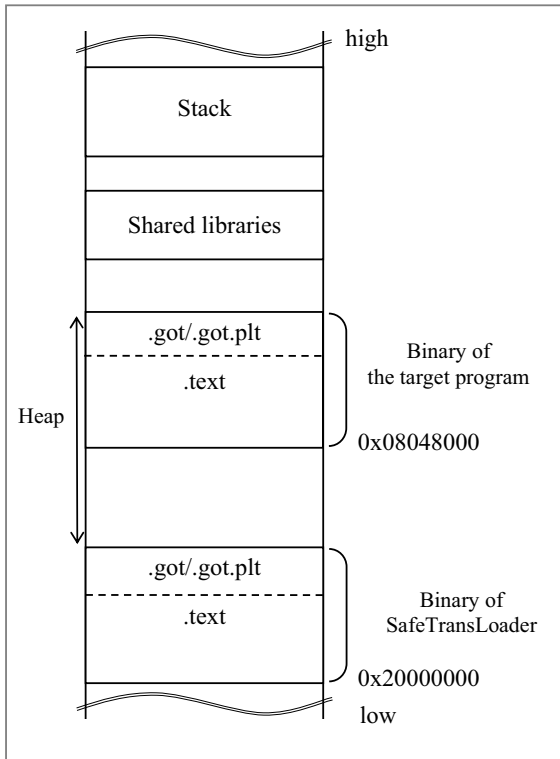 high
Stack
Shared libraries
.got/.got.plt
.text
Binary of
the target program
Heap
0x08048000
.got/.got.plt
.text
Binary of
SafeTransLoader
0x20000000
low